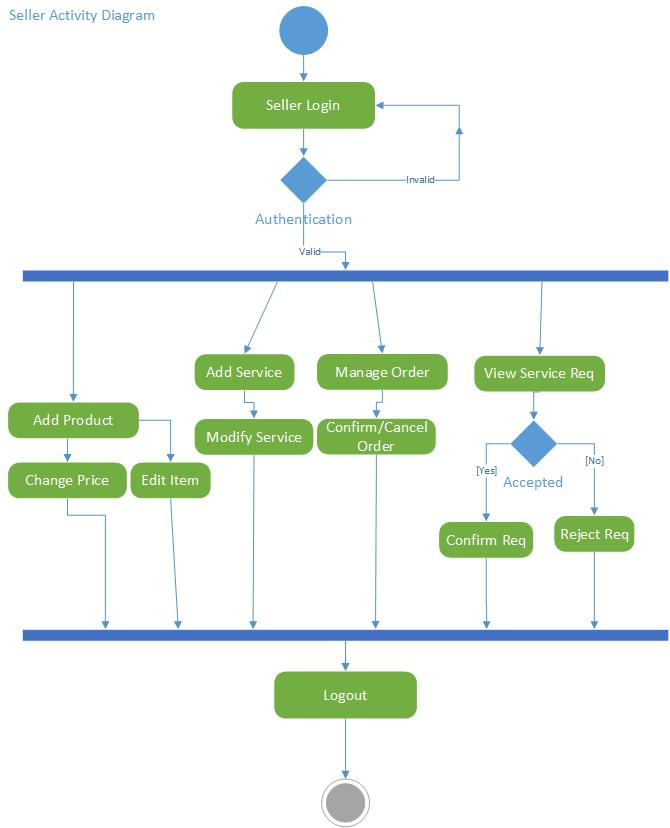 Seller Activity Diagram
Seller Login
Invalid
Authentication
Valid
Add Service
Manage Order
View Service Req
Add Product
Modify Service
Confirm/Cancel
Order
[Yes]
[No]
Accepted
Change Price
Edit Item
Confirm Req
Reject Req
Logout